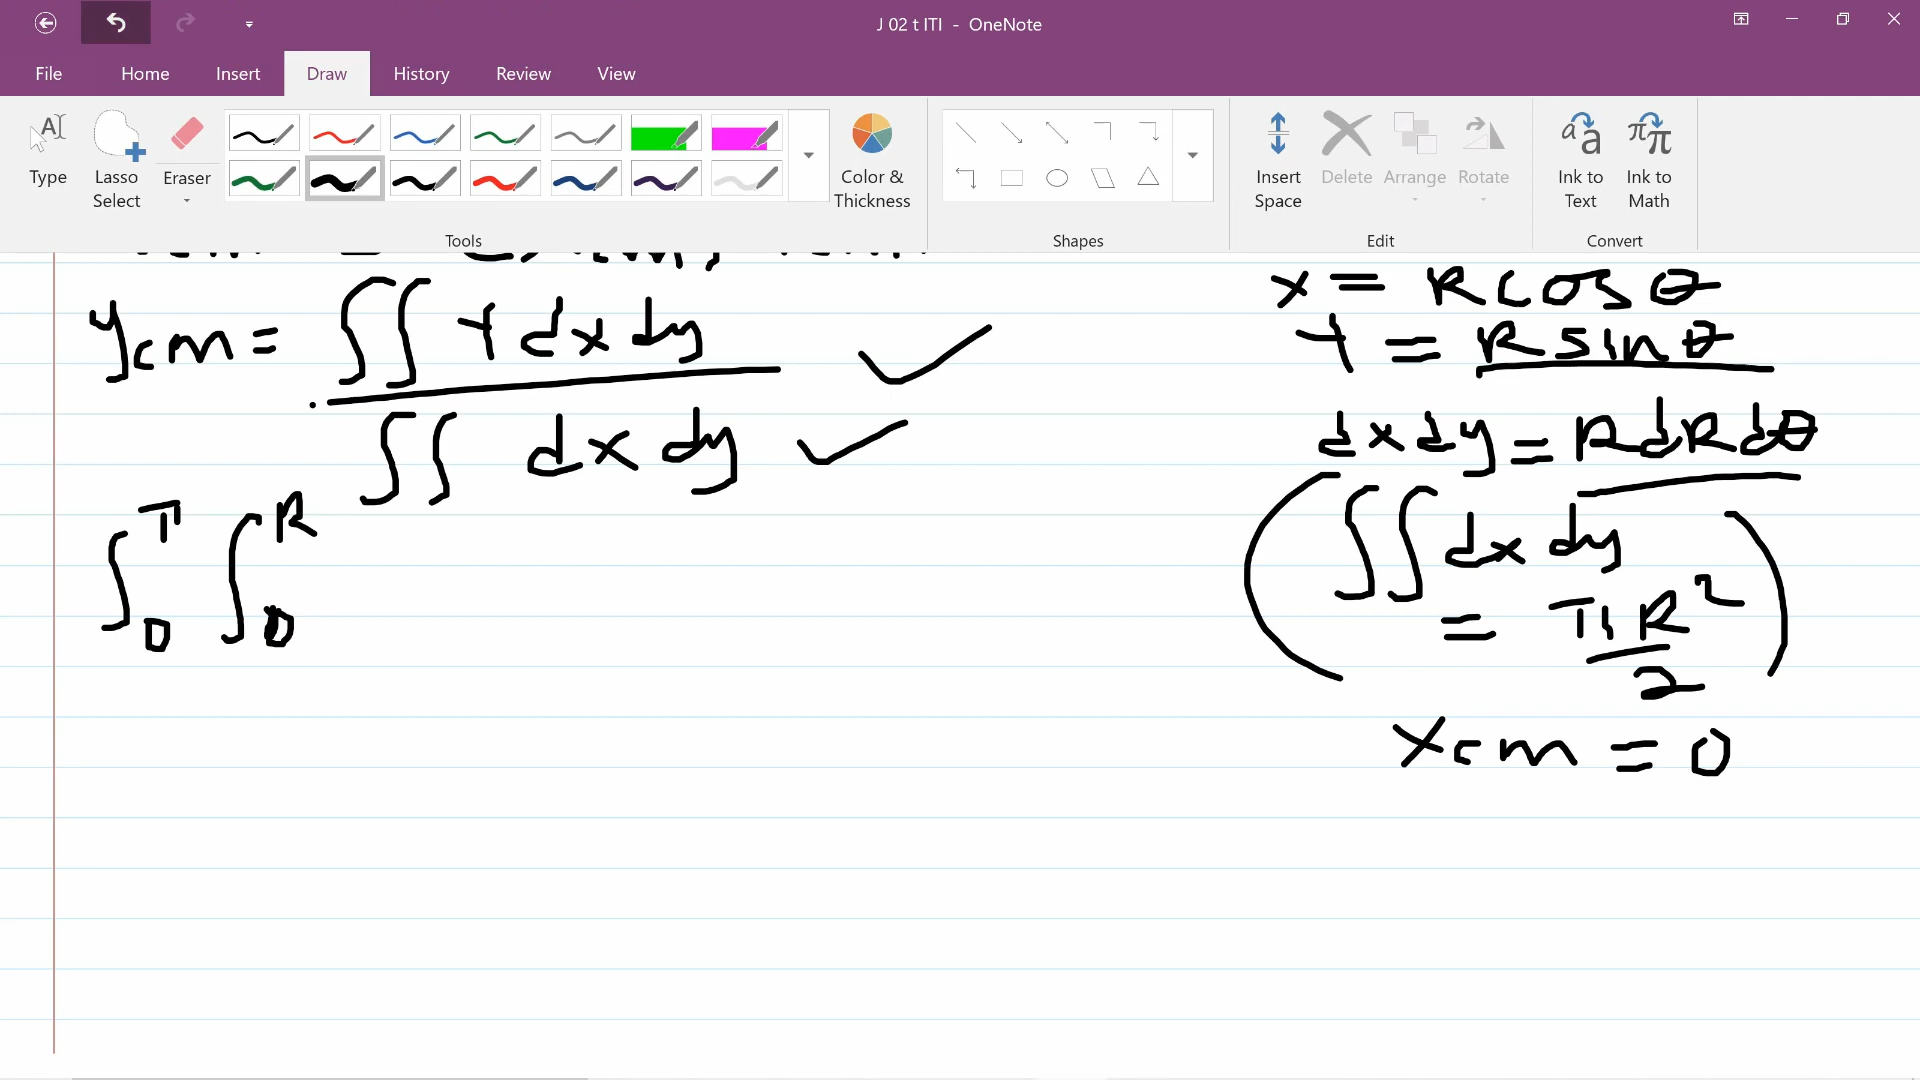 J 02 t ITI - OneNote
File Home Insert Draw History Review View
Type
Lasso Select
Eraser
Color & Thickness
Insert Space
Delete
Arrange
Rotate
Ink to Text
Ink to Math
Tools
Shapes
Edit
Convert
ycm = ∫∫ Y dx dy
∫∫ dx dy
∫ π 0 ∫ R 0
x = R cos θ
Y = R sin θ
dx dy = R dR dθ
( ∫∫ dx dy
= πR²
2 )
Xcm = 0